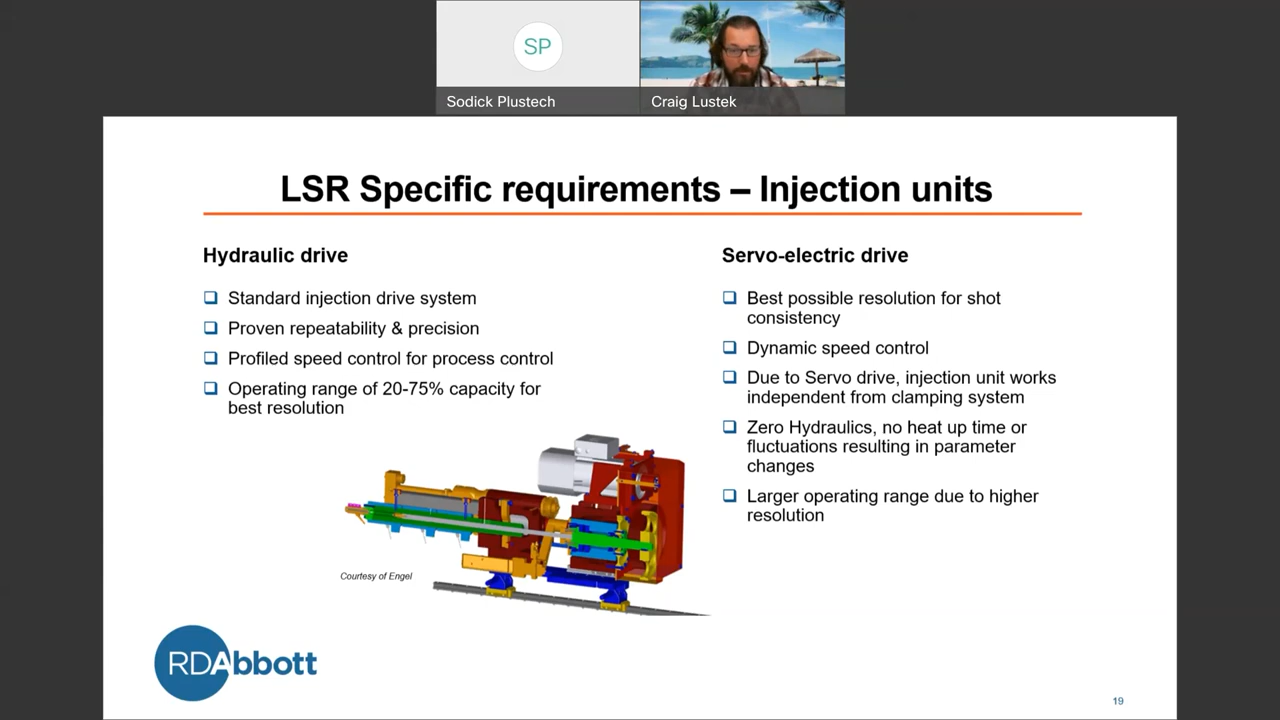 SP
Sodick Plustech
Craig Lustek
LSR Specific requirements – Injection units
Hydraulic drive
Standard injection drive system
Proven repeatability & precision
Profiled speed control for process control
Operating range of 20-75% capacity for
best resolution
Courtesy of Engel
Servo-electric drive
Best possible resolution for shot
consistency
Dynamic speed control
Due to Servo drive, injection unit works
independent from clamping system
Zero Hydraulics, no heat up time or
fluctuations resulting in parameter
changes
Larger operating range due to higher
resolution
RDAbbott
19